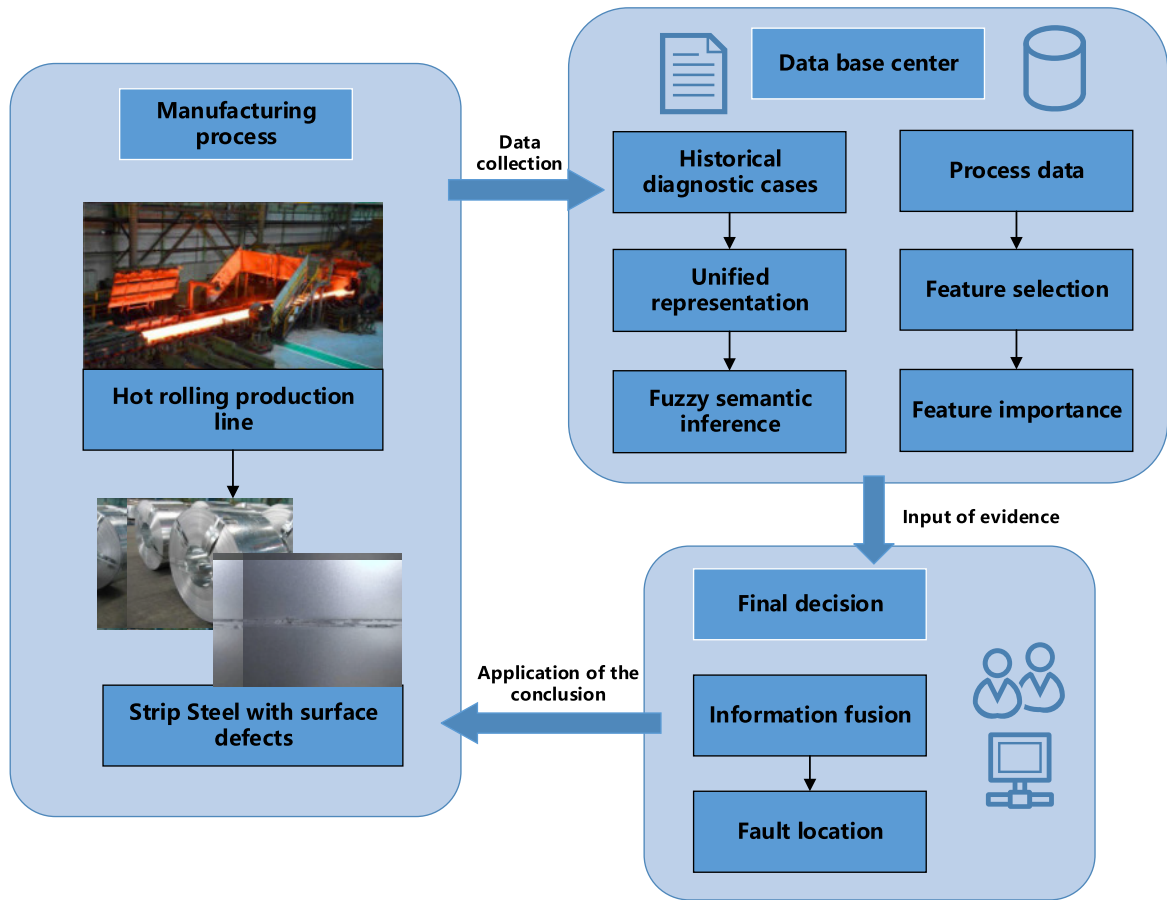 Manufacturing
process
Hot rolling production
line
Strip Steel with surface
defects
Data
collection
Data base center
Historical
diagnostic cases
Unified
representation
Fuzzy semantic
inference
Process data
Feature selection
Feature importance
Input of evidence
Final decision
Information fusion
Fault location
Application of the
conclusion